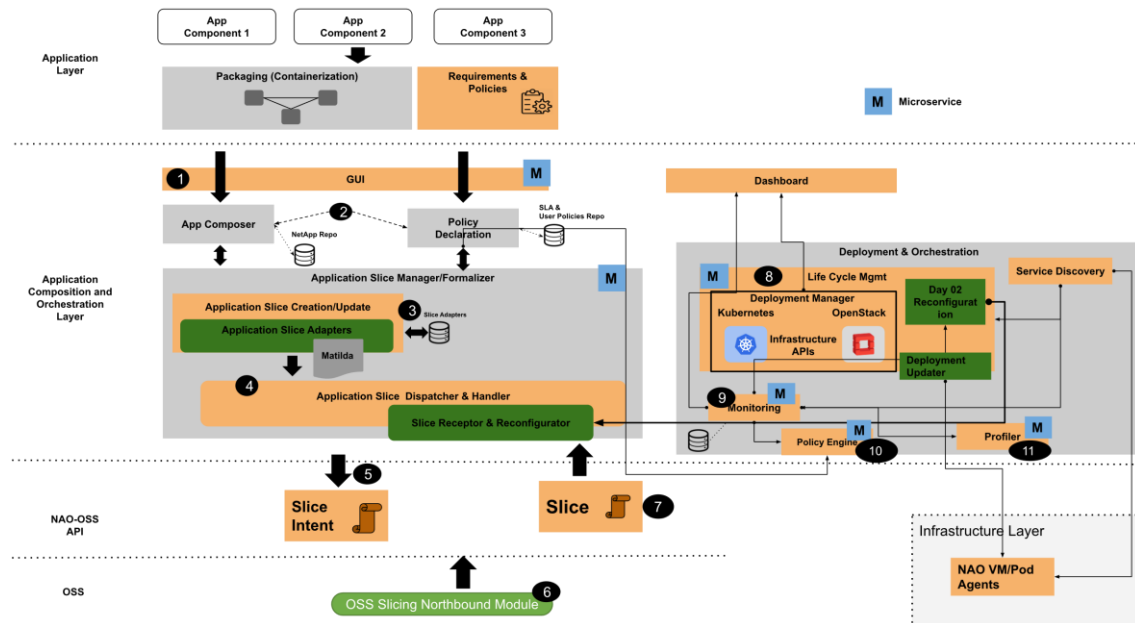 App
Component 1
App
Component 2
App
Component 3
Application
Layer
Packaging (Containerization)
Requirements &
Policies
M
Microservice
1
GUI
M
Dashboard
App Composer
2
NetApp Repo
Policy
Declaration
SLA &
User Policies Repo
Application
Composition and
Orchestration
Layer
Application Slice Manager/Formalizer
M
Application Slice Creation/Update
3
Application Slice Adapters
Slice Adapters
Matilda
4
Application Slice Dispatcher & Handler
Slice Receptor & Reconfigurator
Deployment & Orchestration
M
8
Life Cycle Mgmt
Service Discovery
Deployment Manager
Kubernetes
OpenStack
Infrastructure
APIs
Day 02
Reconfigurat
ion
Deployment
Updater
9
Monitoring
M
Policy Engine
M
10
Profiler
M
11
NAO-OSS
API
5
Slice
Intent
Slice
7
Infrastructure Layer
NAO VM/Pod
Agents
OSS
OSS Slicing Northbound Module
6